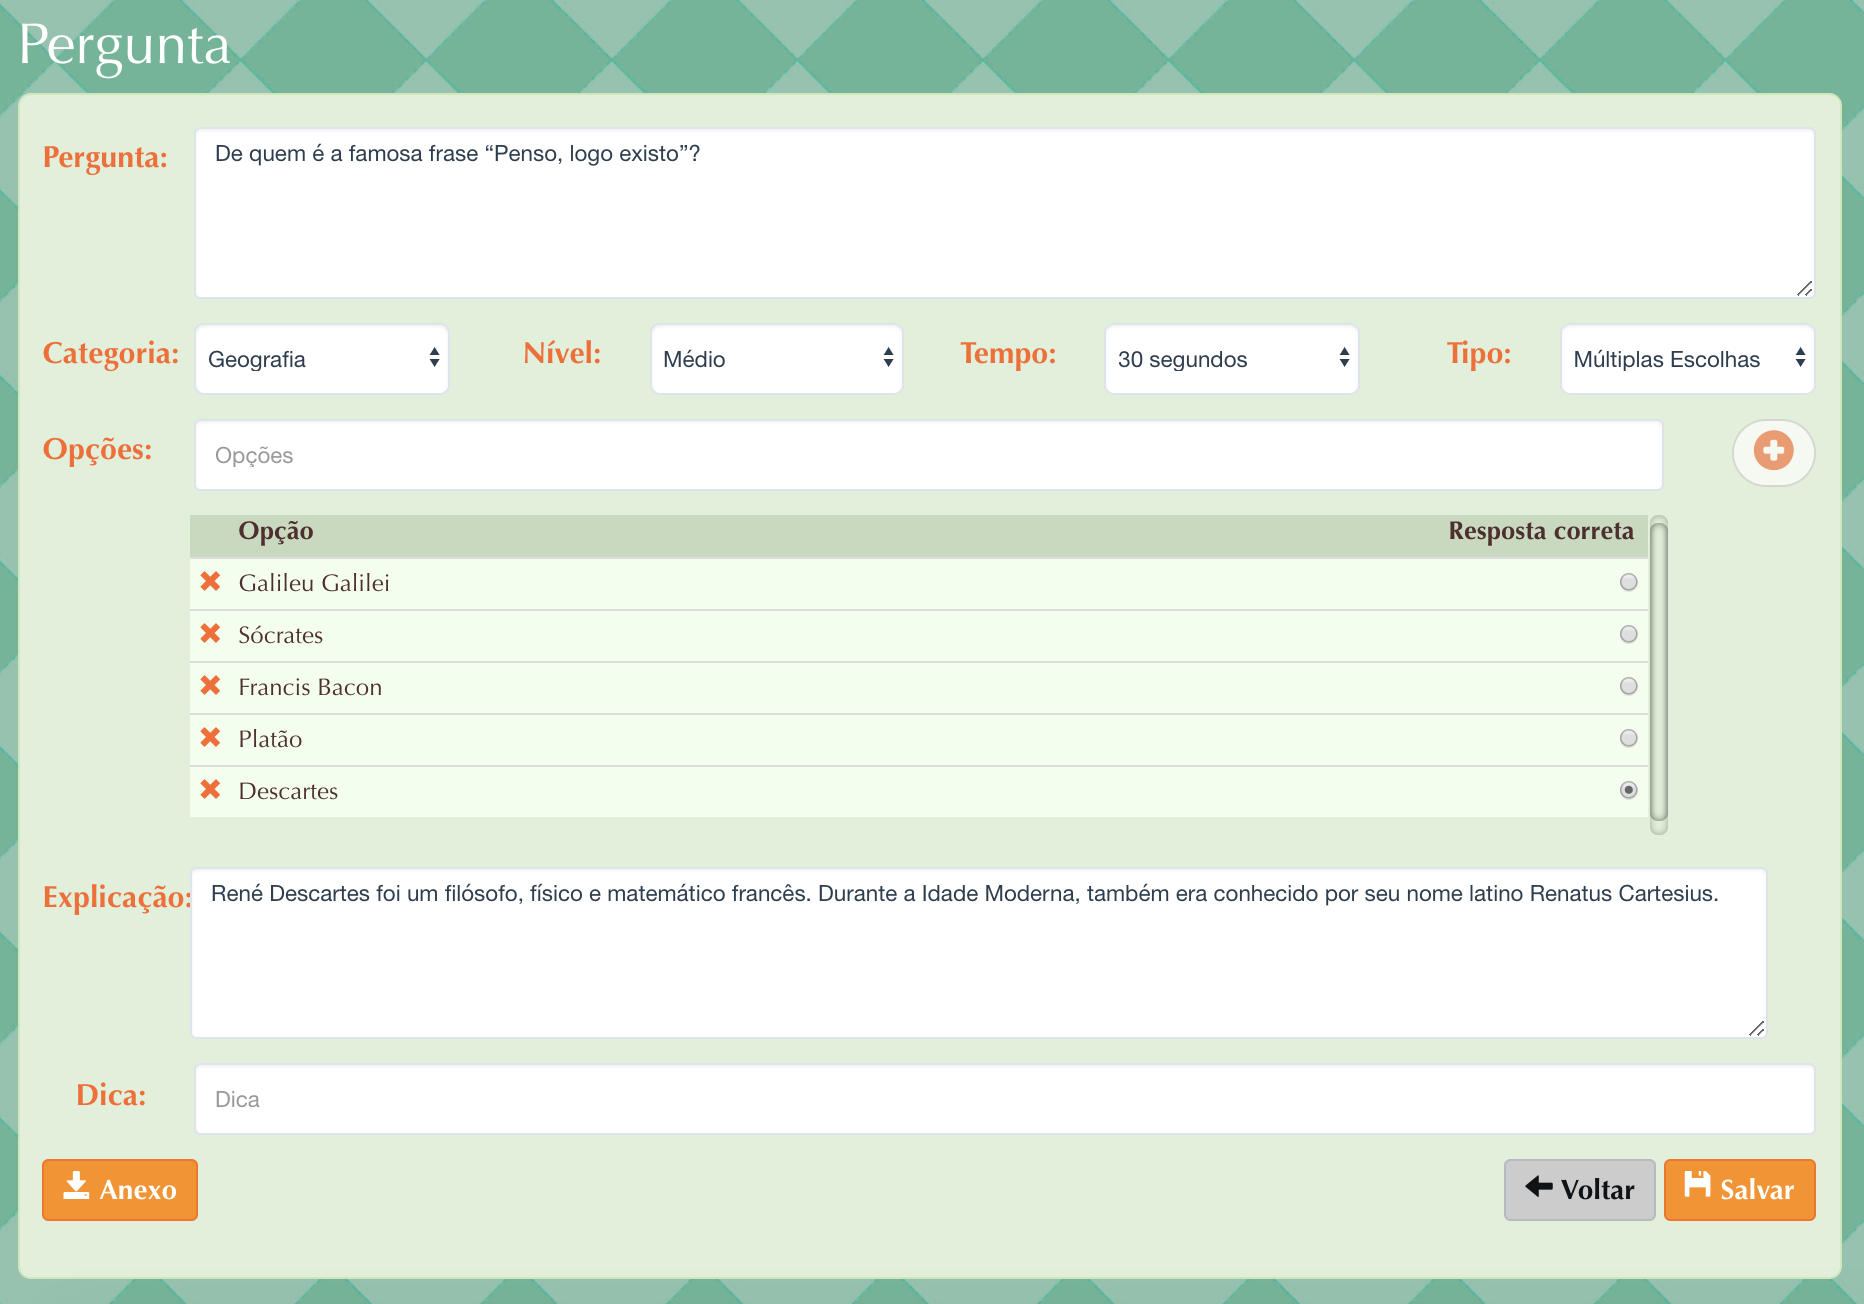 Pergunta
Pergunta: De quem é a famosa frase “Penso, logo existo”?
Categoria: Geografia Nível: Médio Tempo: 30 segundos Tipo: Múltiplas Escolhas
Opções: Opções
Opção Resposta correta
Galileu Galilei
Sócrates
Francis Bacon
Platão
Descartes
Explicação: René Descartes foi um filósofo, físico e matemático francês. Durante a Idade Moderna, também era conhecido por seu nome latino Renatus Cartesius.
Dica: Dica
Anexo Voltar Salvar